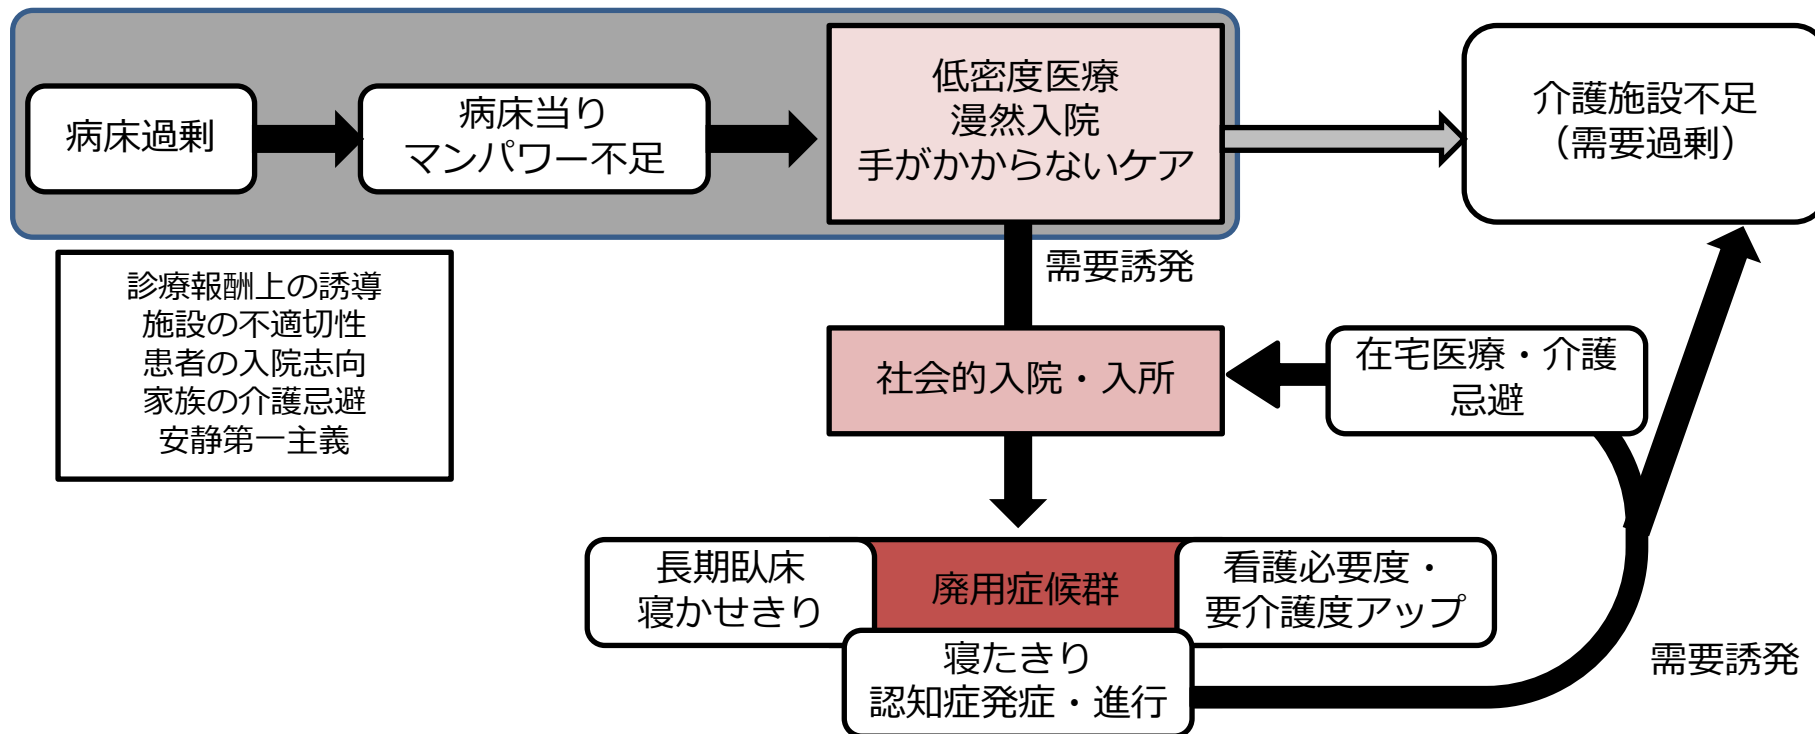 病床過剰
病床当り
マンパワー不足
低密度医療
漫然入院
手がかからないケア
介護施設不足
（需要過剰）
診療報酬上の誘導
施設の不適切性
患者の入院志向
家族の介護忌避
安静第一主義
需要誘発
社会的入院・入所
在宅医療・介護
忌避
長期臥床
寝かせきり
廃用症候群
看護必要度・
要介護度アップ
寝たきり
認知症発症・進行
需要誘発